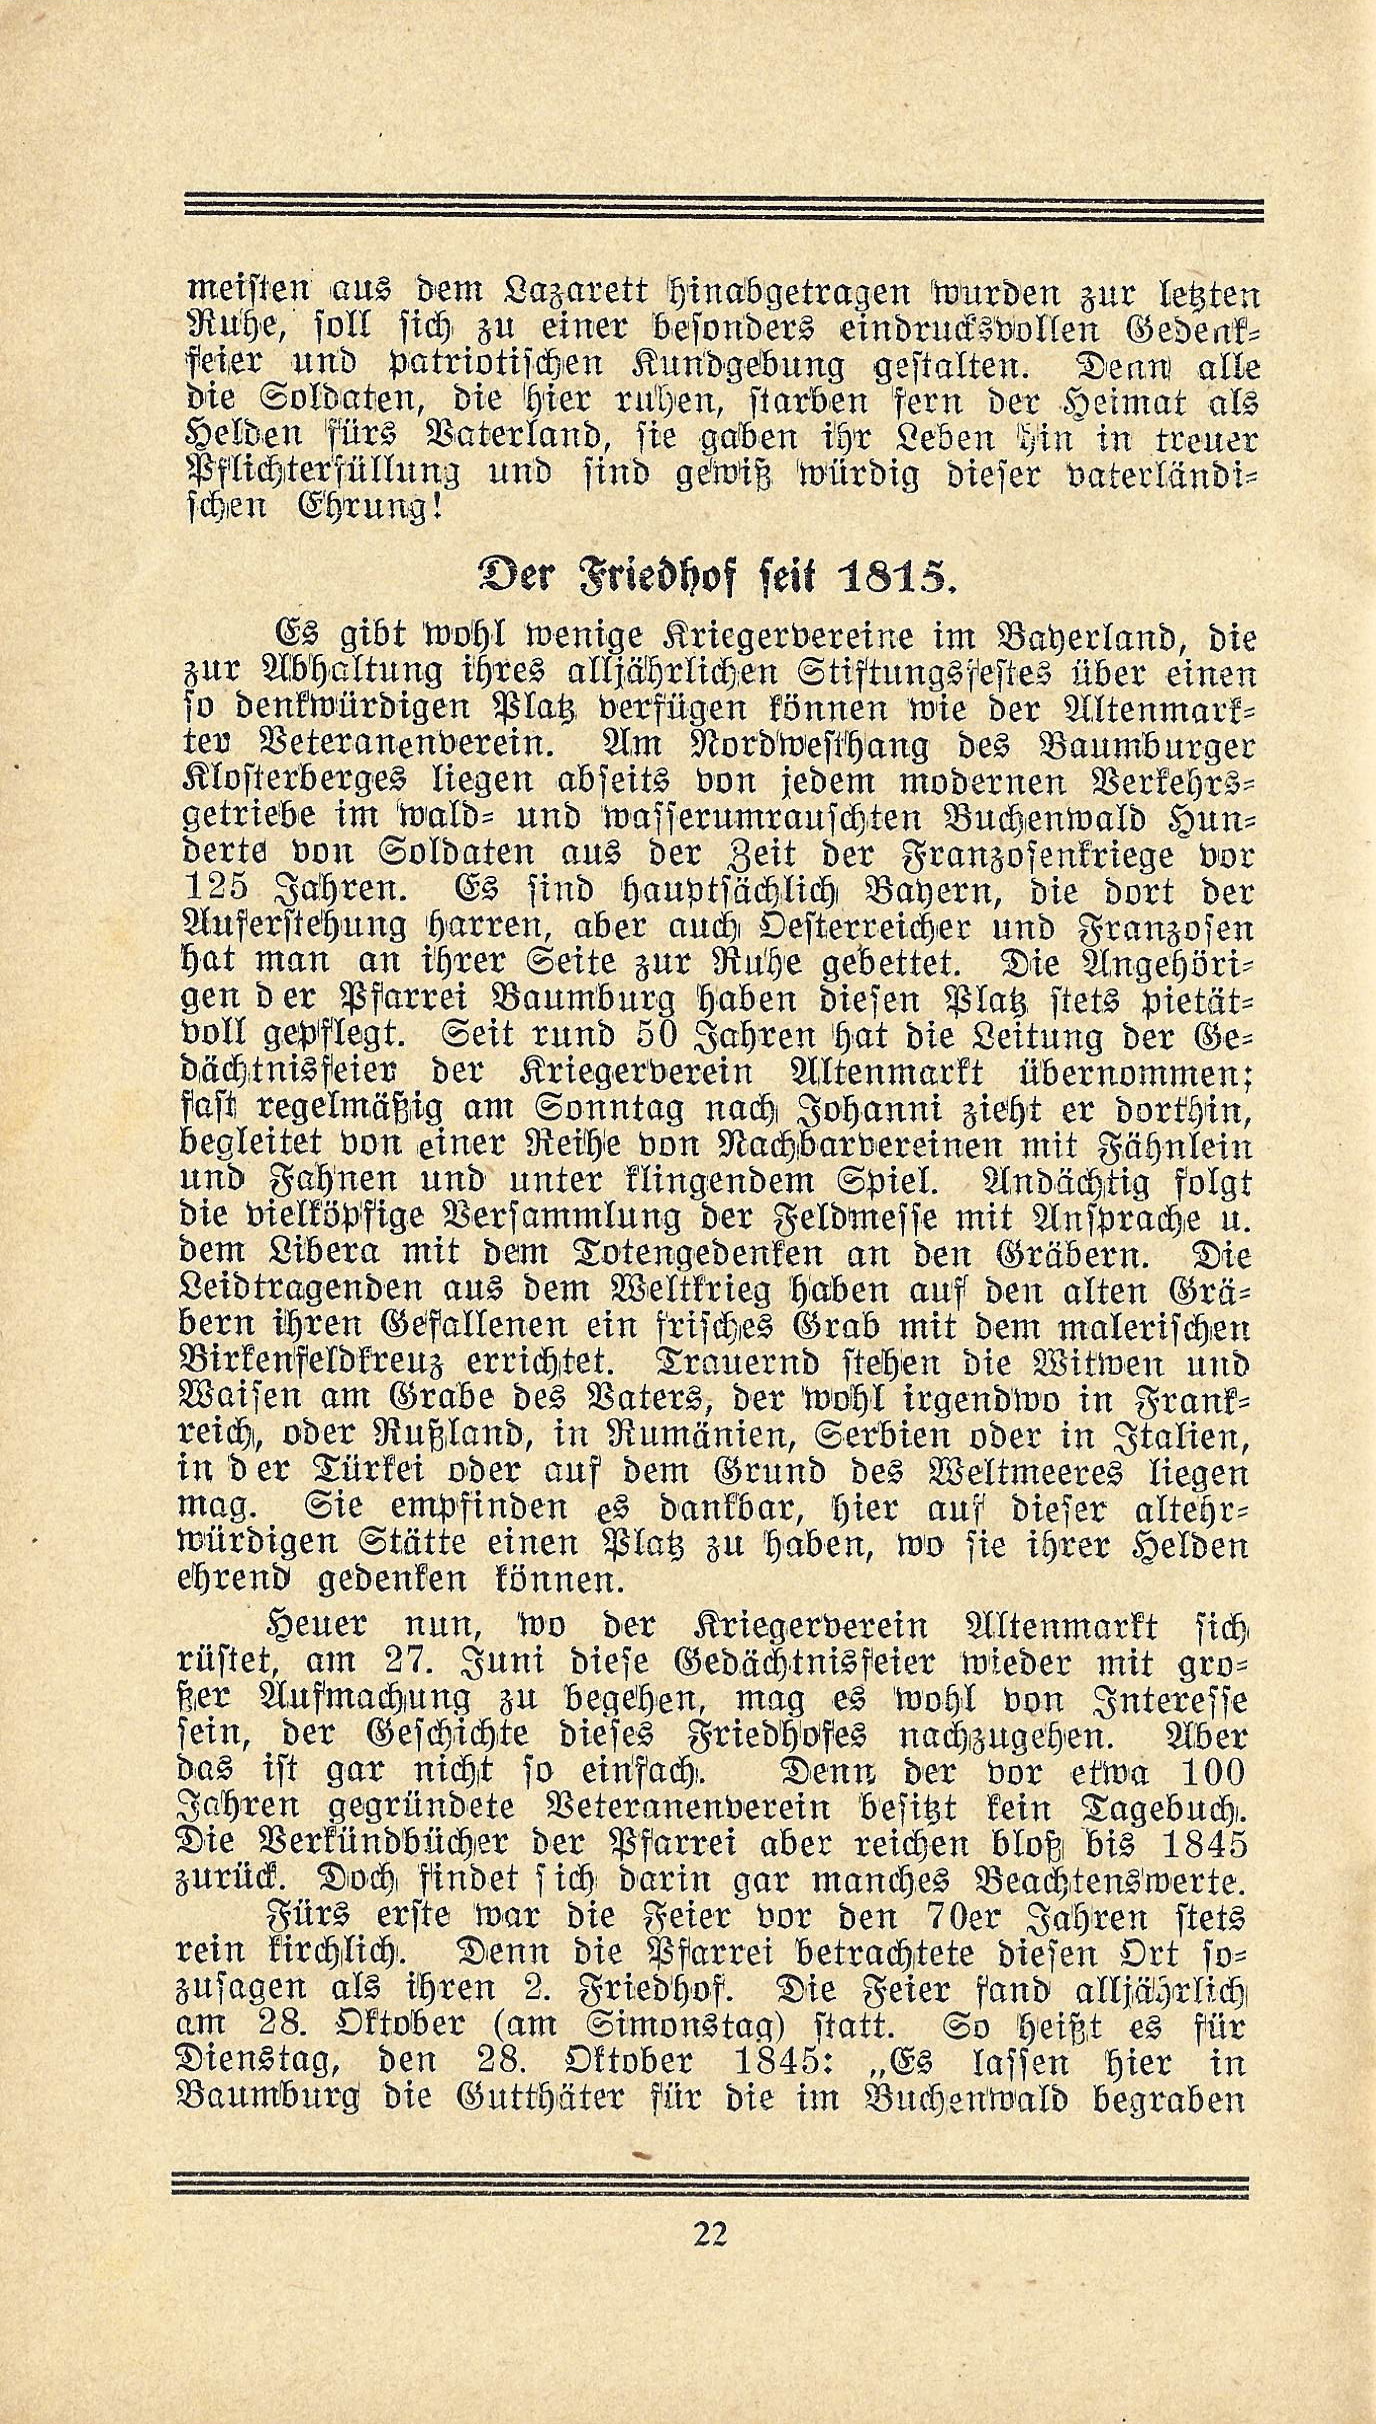 meisten aus dem Lazarett hinabgetragen wurden zur letzten
Ruhe, soll sich zu einer besonders eindrucksvollen Gedenk-
feier und patriotischen Kundgebung gestalten. Denn alle
die Soldaten, die hier ruhen, starben fern der Heimat als
Helden fürs Vaterland, sie gaben ihr Leben hin in treuer
Pflichterfüllung und sind gewiß würdig dieser vaterländi-
schen Ehrung!
Der Friedhof seit 1815.
Es gibt wohl wenige Kriegervereine im Bayerland, die
zur Abhaltung ihres alljährlichen Stiftungsfestes über einen
so denkwürdigen Platz verfügen können wie der Altenmark-
ter Veteranenverein. Am Nordwesthang des Baumburger
Klosterberges liegen abseits von jedem modernen Verkehrs-
getriebe im wald- und wasserumrauschten Buchenwald Hun-
derte von Soldaten aus der Zeit der Franzosenkriege vor
125 Jahren. Es sind hauptsächlich Bayern, die dort der
Auferstehung harren, aber auch Oesterreicher und Franzosen
hat man an ihrer Seite zur Ruhe gebettet. Die Angehöri-
gen der Pfarrei Baumburg haben diesen Platz stets pietät-
voll gepflegt. Seit rund 50 Jahren hat die Leitung der Ge-
dächtnisfeier der Kriegerverein Altenmarkt übernommen;
fast regelmäßig am Sonntag nach Johanni zieht er dorthin,
begleitet von einer Reihe von Nachbarvereinen mit Fähnlein
und Fahnen und unter klingendem Spiel. Andächtig folgt
die vielköpfige Versammlung der Feldmesse mit Ansprache u.
dem Libera mit dem Totengedenken an den Gräbern. Die
Leidtragenden aus dem Weltkrieg haben auf den alten Grä-
bern ihren Gefallenen ein frisches Grab mit dem malerischen
Birkenfeldkreuz errichtet. Trauernd stehen die Witwen und
Waisen am Grabe des Vaters, der wohl irgendwo in Frank-
reich, oder Rußland, in Rumänien, Serbien oder in Italien,
in der Türkei oder auf dem Grund des Weltmeeres liegen
mag. Sie empfinden es dankbar, hier auf dieser altehr-
würdigen Stätte einen Platz zu haben, wo sie ihrer Helden
ehrend gedenken können.
Heuer nun, wo der Kriegerverein Altenmarkt sich
rüstet, am 27. Juni diese Gedächtnisfeier wieder mit gro-
ßer Aufmachung zu begehen, mag es wohl von Interesse
sein, der Geschichte dieses Friedhofes nachzugehen. Aber
das ist gar nicht so einfach. Denn der vor etwa 100
Jahren gegründete Veteranenverein besitzt kein Tagebuch.
Die Verkündbücher der Pfarrei aber reichen bloß bis 1845
zurück. Doch findet sich darin gar manches Beachtenswerte.
Fürs erste war die Feier vor den 70er Jahren stets
rein kirchlich. Denn die Pfarrei betrachtete diesen Ort so-
zusagen als ihren 2. Friedhof. Die Feier fand alljährlich
am 28. Oktober (am Simonstag) statt. So heißt es für
Dienstag, den 28. Oktober 1845: „Es lassen hier in
Baumburg die Gutthäter für die im Buchenwald begraben
22